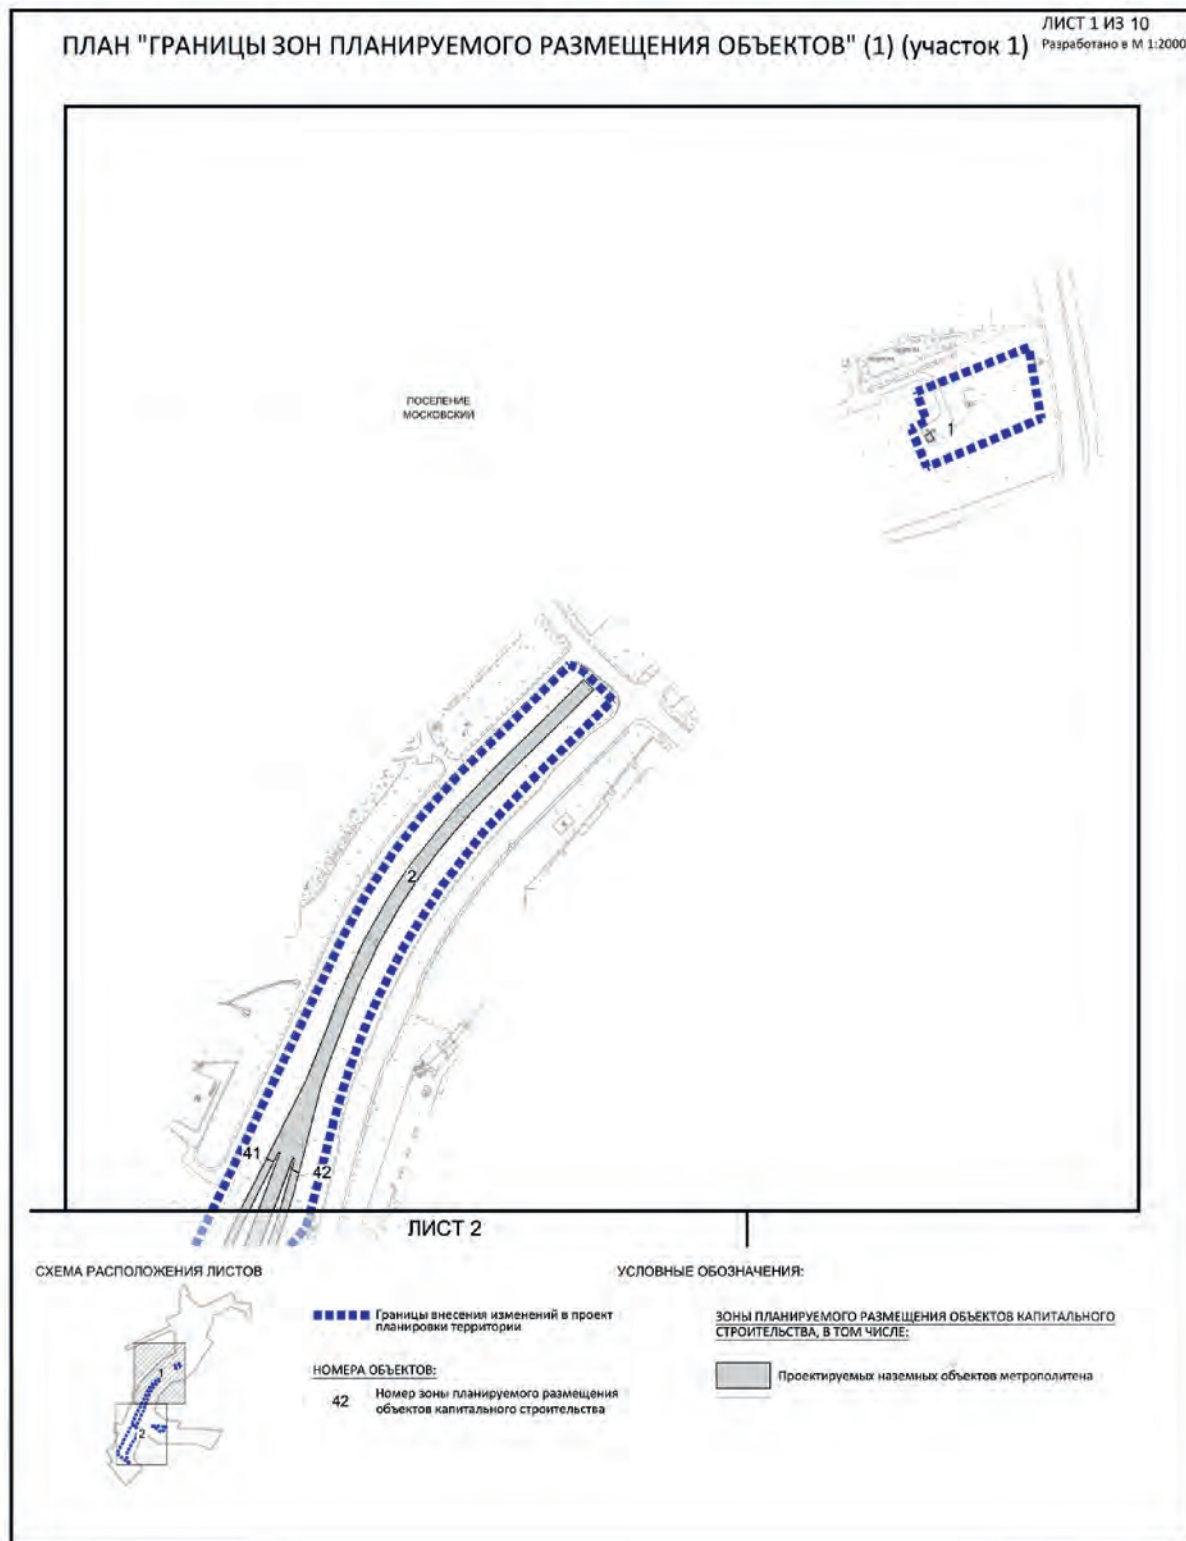 ЛИСТ 1 ИЗ 10
ПЛАН "ГРАНИЦЫ ЗОН ПЛАНИРУЕМОГО РАЗМЕЩЕНИЯ ОБЪЕКТОВ" (1) (участок 1)
Разработано в М 1:2000
ПОСЕЛЕНИЕ
МОСКОВСКИЙ
1
2
41
42
ЛИСТ 2
СХЕМА РАСПОЛОЖЕНИЯ ЛИСТОВ
1
2
УСЛОВНЫЕ ОБОЗНАЧЕНИЯ:
Границы внесения изменений в проект
планировки территории
НОМЕРА ОБЪЕКТОВ:
42
Номер зоны планируемого размещения
объектов капитального строительства
ЗОНЫ ПЛАНИРУЕМОГО РАЗМЕЩЕНИЯ ОБЪЕКТОВ КАПИТАЛЬНОГО
СТРОИТЕЛЬСТВА, В ТОМ ЧИСЛЕ:
Проектируемых наземных объектов метрополитена